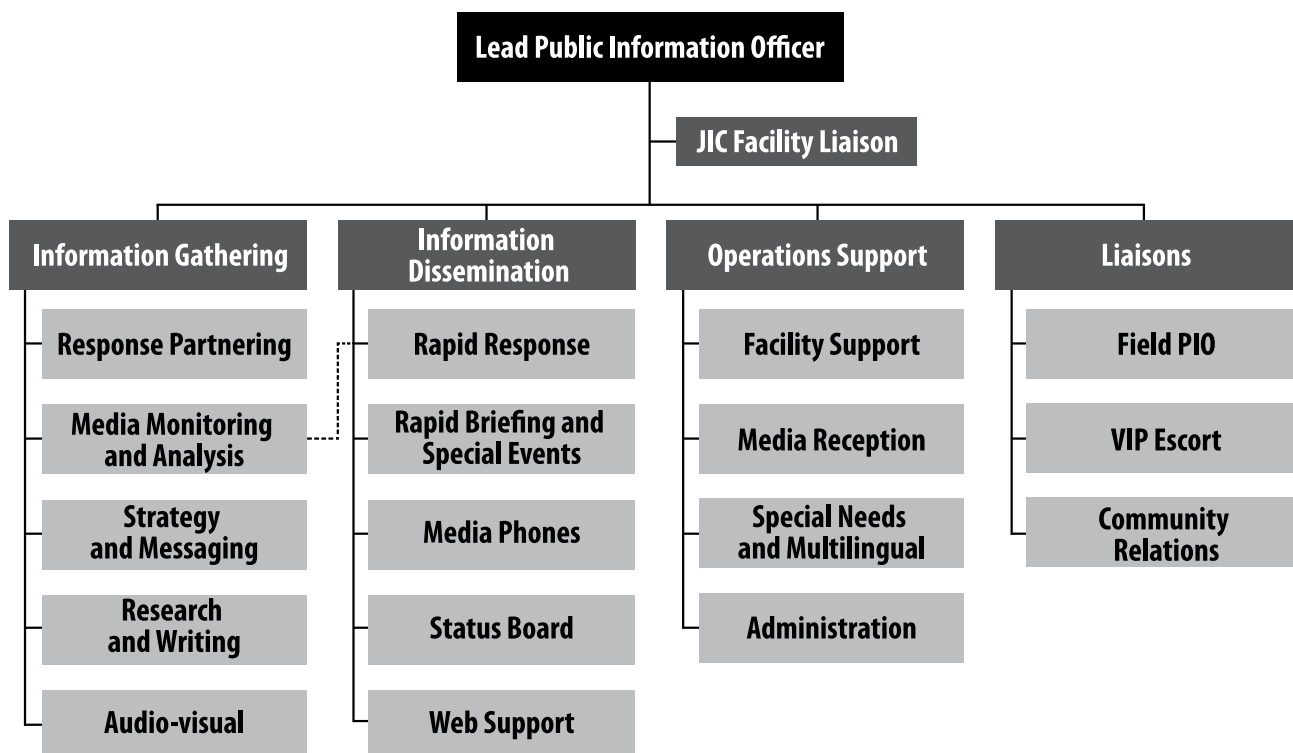 Lead Public Information Officer
JIC Facility Liaison
Information Gathering
Response Partnering
Media Monitoring
and Analysis
Strategy
and Messaging
Research
and Writing
Audio-visual
Information
Dissemination
Rapid Response
Rapid Briefing and
Special Events
Media Phones
Status Board
Web Support
Operations Support
Facility Support
Media Reception
Special Needs
and Multilingual
Administration
Liaisons
Field PIO
VIP Escort
Community
Relations